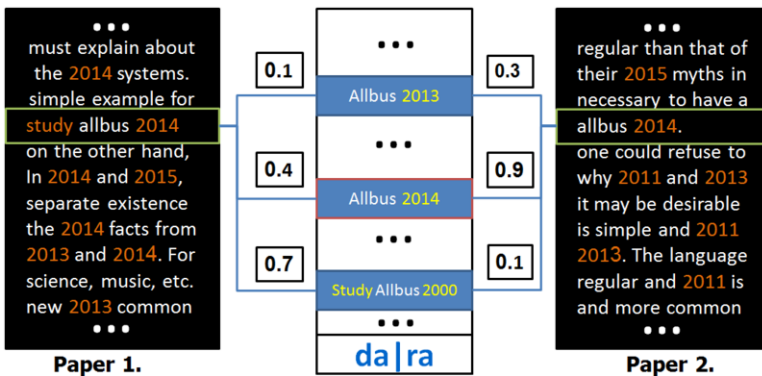 • • •
must explain about
the 2014 systems.
simple example for
study allbus 2014
on the other hand,
In 2014 and 2015,
separate existence
the 2014 facts from
2013 and 2014. For
science, music, etc.
new 2013 common
• • •
Paper 1.
0.1
0.4
0.7
• • •
Allbus 2013
• • •
Allbus 2014
• • •
Study Allbus 2000
• • •
da|ra
0.3
0.9
0.1
• • •
regular than that of
their 2015 myths in
necessary to have a
allbus 2014.
one could refuse to
why 2011 and 2013
it may be desirable
is simple and 2011
2013. The language
regular and 2011 is
and more common
• • •
Paper 2.